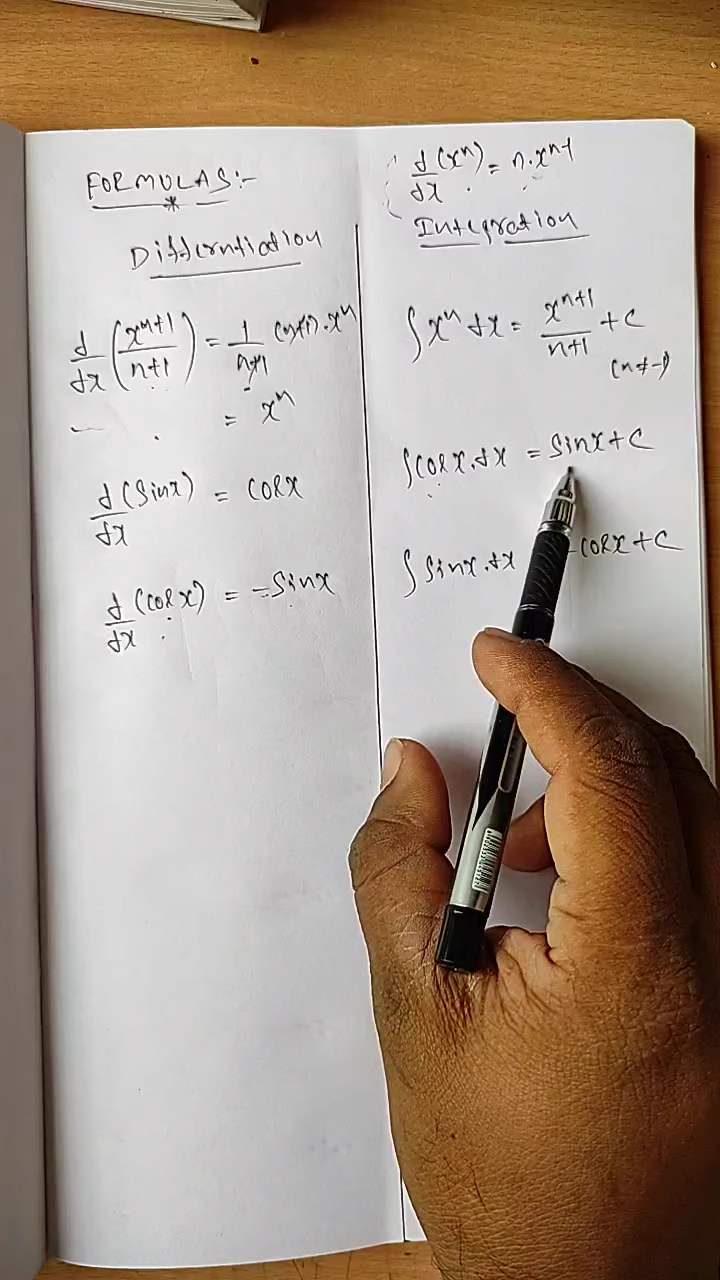 FORMULAS:-
Differntiation
d/dx (x^(n+1)/(n+1)) = 1/(n+1) (n+1).x^n
= x^n
d/dx (Sinx) = cosx
d/dx (cosx) = -Sinx
d/dx (x^n) = n.x^(n-1)
Integration
∫x^n dx = x^(n+1)/(n+1) + c
(n≠-1)
∫cosx.dx = Sinx+c
∫Sinx.dx -cosx+c